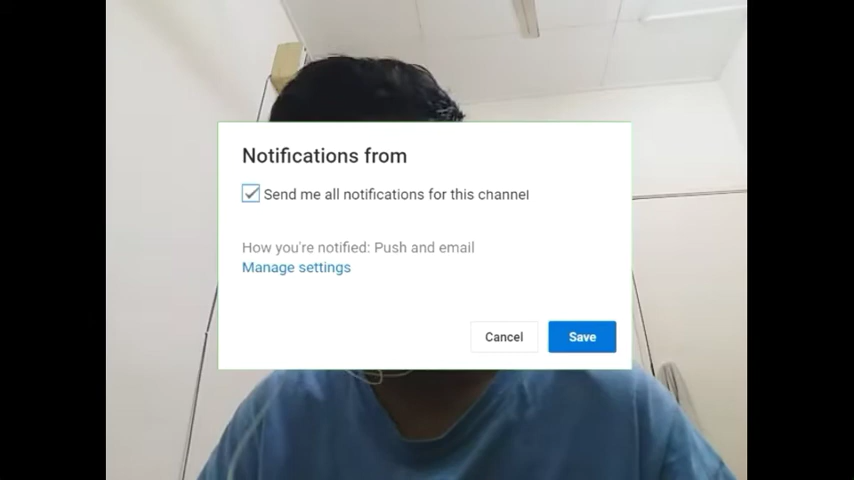 Notifications from
Send me all notifications for this channel
How you're notified: Push and email
Manage settings
Cancel
Save